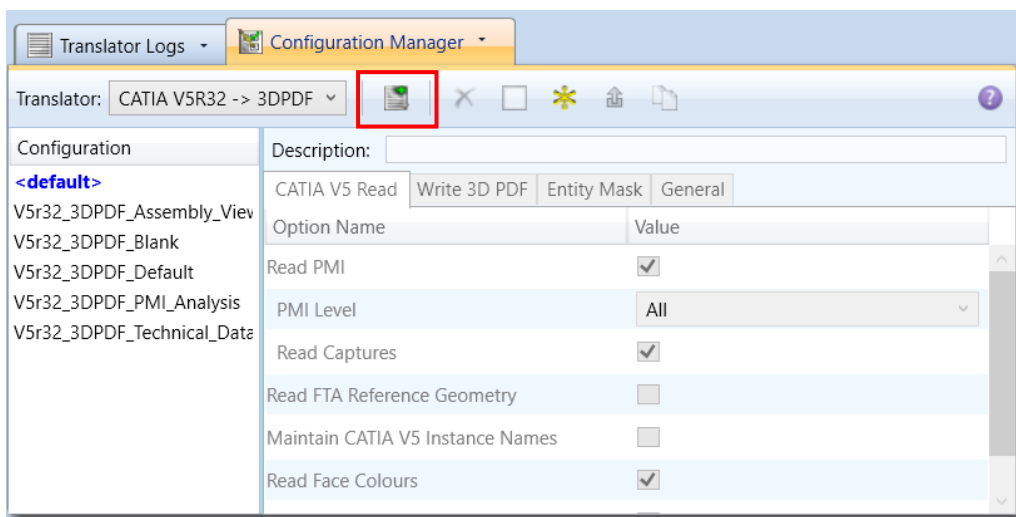 Translator Logs Configuration Manager
Translator: CATIA V5R32 -> 3DPDF
Configuration
<default>
V5r32_3DPDF_Assembly_View
V5r32_3DPDF_Blank
V5r32_3DPDF_Default
V5r32_3DPDF_PMI_Analysis
V5r32_3DPDF_Technical_Data
Description:
CATIA V5 Read Write 3D PDF Entity Mask General
Option Name Value
Read PMI
PMI Level All
Read Captures
Read FTA Reference Geometry
Maintain CATIA V5 Instance Names
Read Face Colours